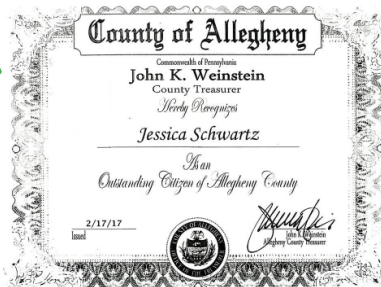 County of Allegheny
Commonwealth of Pennsylvania
John K. Weinstein
County Treasurer
Hereby Recognizes
Jessica Schwartz
As an
Outstanding Citizen of Allegheny County
2/17/17
Issued
John K. Weinstein
Allegheny County Treasurer